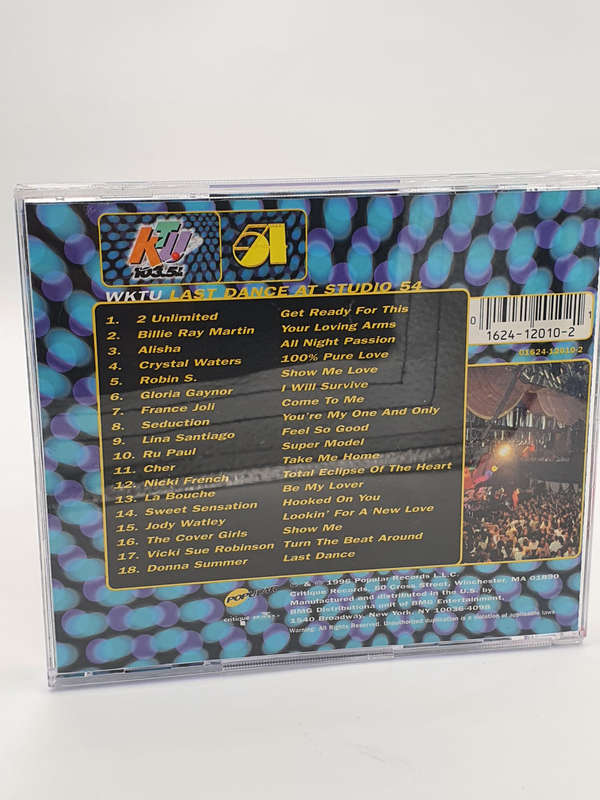 KTU
103.5
54
WKTU LAST DANCE AT STUDIO 54
1. 2 Unlimited Get Ready For This
2. Billie Ray Martin Your Loving Arms
3. Alisha All Night Passion
4. Crystal Waters 100% Pure Love
5. Robin S. Show Me Love
6. Gloria Gaynor I Will Survive
7. France Joli Come To Me
8. Seduction You're My One And Only
9. Lina Santiago Feel So Good
10. Ru Paul Super Model
11. Cher Take Me Home
12. Nicki French Total Eclipse Of The Heart
13. La Bouche Be My Lover
14. Sweet Sensation Hooked On You
15. Jody Watley Lookin' For A New Love
16. The Cover Girls Show Me
17. Vicki Sue Robinson Turn The Beat Around
18. Donna Summer Last Dance
0 1624-12010-2 1
01624-12010-2
POPULAR
critique
℗ & © 1996 Popular Records L.L.C.
Critique Records, 50 Cross Street, Winchester, MA 01890
Manufactured and distributed in the U.S. by
BMG Distributiona unit of BMG Entertainment,
1540 Broadway, New York, NY 10036-4098
Warning: All Rights Reserved. Unauthorized duplication is a violation of applicable laws